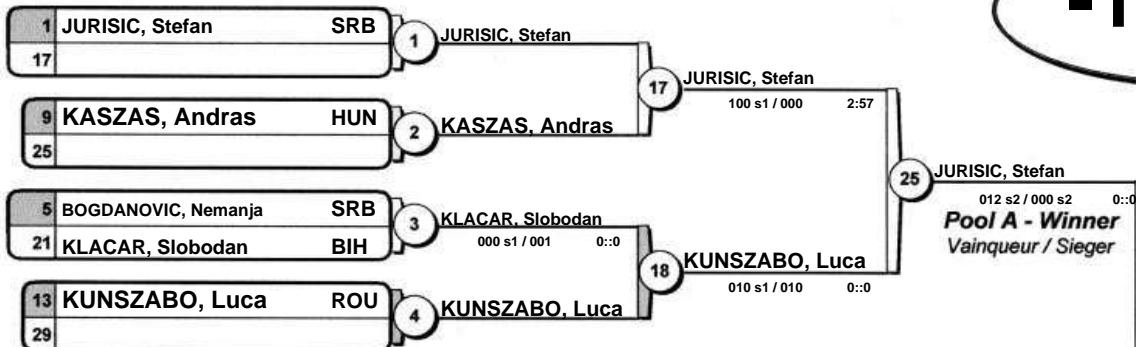 1 JURISIC, Stefan SRB
17
1 JURISIC, Stefan
9 KASZAS, Andras HUN
25
2 KASZAS, Andras
17 JURISIC, Stefan
100 s1 / 000 2:57
5 BOGDANOVIC, Nemanja SRB
21 KLACAR, Slobodan BIH
3 KLACAR, Slobodan
000 s1 / 001 0::0
13 KUNSZABO, Luca ROU
29
4 KUNSZABO, Luca
18 KUNSZABO, Luca
010 s1 / 010 0::0
25 JURISIC, Stefan
012 s2 / 000 s2 0::0
Pool A - Winner
Vainqueur / Sieger